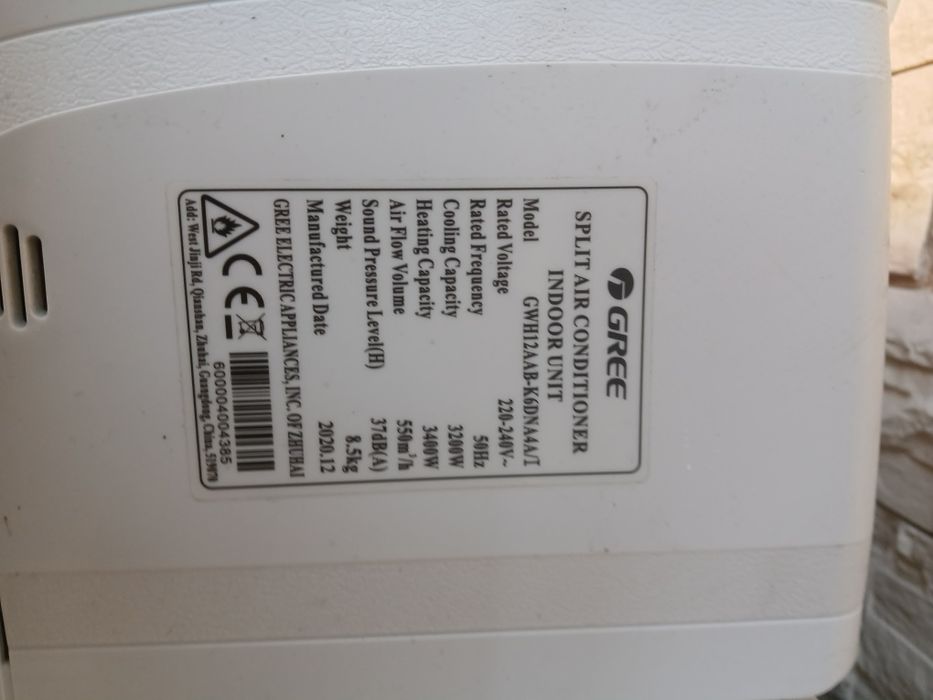 GREE
SPLIT AIR CONDITIONER
INDOOR UNIT
Model GWH12AAB-K6DNA4A/I
Rated Voltage 220-240V~
Rated Frequency 50Hz
Cooling Capacity 3200W
Heating Capacity 3400W
Air Flow Volume 550m³/h
Sound Pressure Level(H) 37dB(A)
Weight 8.5kg
Manufactured Date 2020.12
GREE ELECTRIC APPLIANCES, INC. OF ZHUHAI
CE
600004004385
Add: West Jinji Rd, Qianshan, Zhuhai, Guangdong, China, 519070